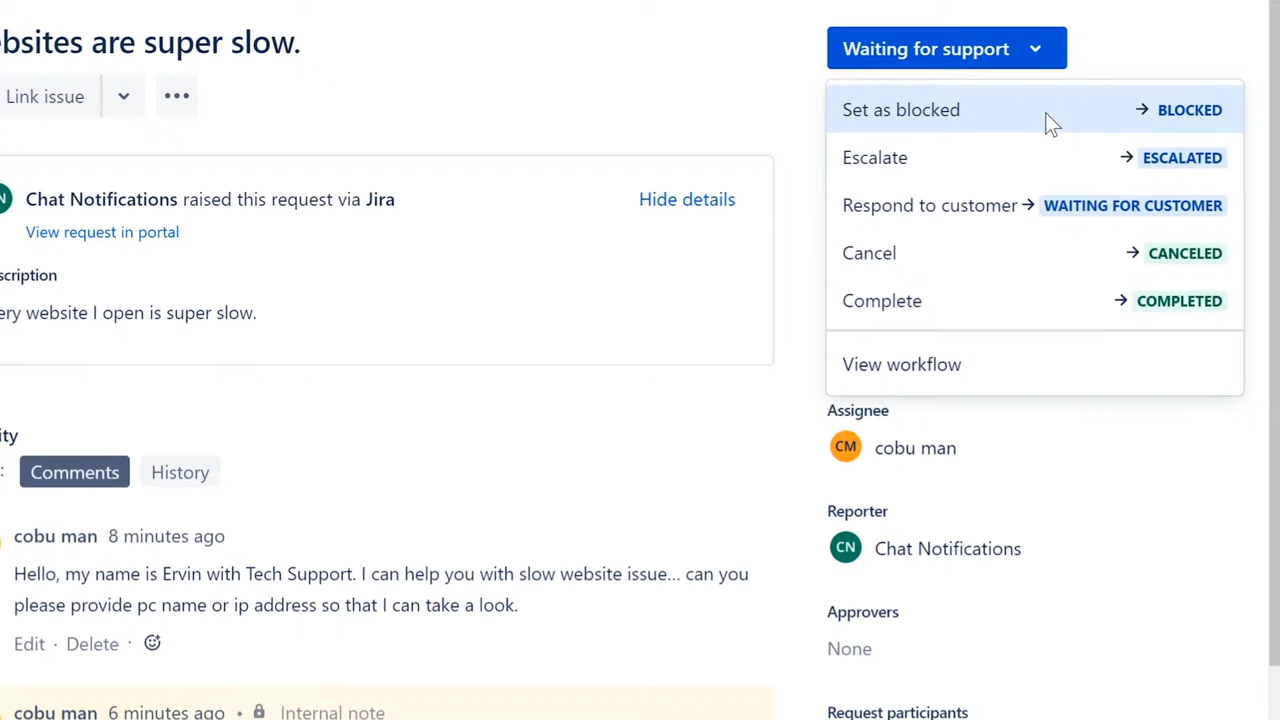 bsites are super slow.
Link issue
Chat Notifications raised this request via Jira
Hide details
View request in portal
scription
ery website I open is super slow.
ity
:
Comments
History
cobu man 8 minutes ago
Hello, my name is Ervin with Tech Support. I can help you with slow website issue... can you
please provide pc name or ip address so that I can take a look.
Edit · Delete ·
cobu man 6 minutes ago • Internal note
Waiting for support
Set as blocked → BLOCKED
Escalate → ESCALATED
Respond to customer → WAITING FOR CUSTOMER
Cancel → CANCELED
Complete → COMPLETED
View workflow
Assignee
CM cobu man
Reporter
CN Chat Notifications
Approvers
None
Request participants